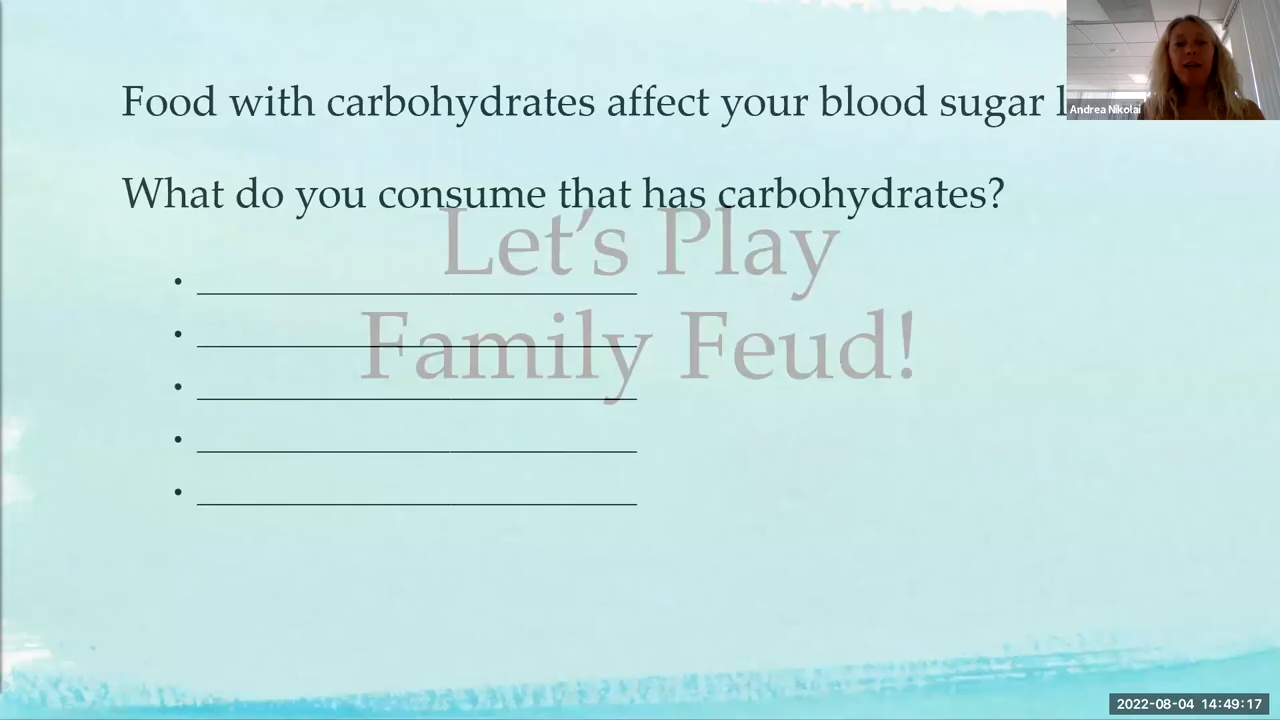 Food with carbohydrates affect your blood sugar
Andrea Nikolai
What do you consume that has carbohydrates?
Let's Play
Family Feud!
2022-08-04 14:49:17